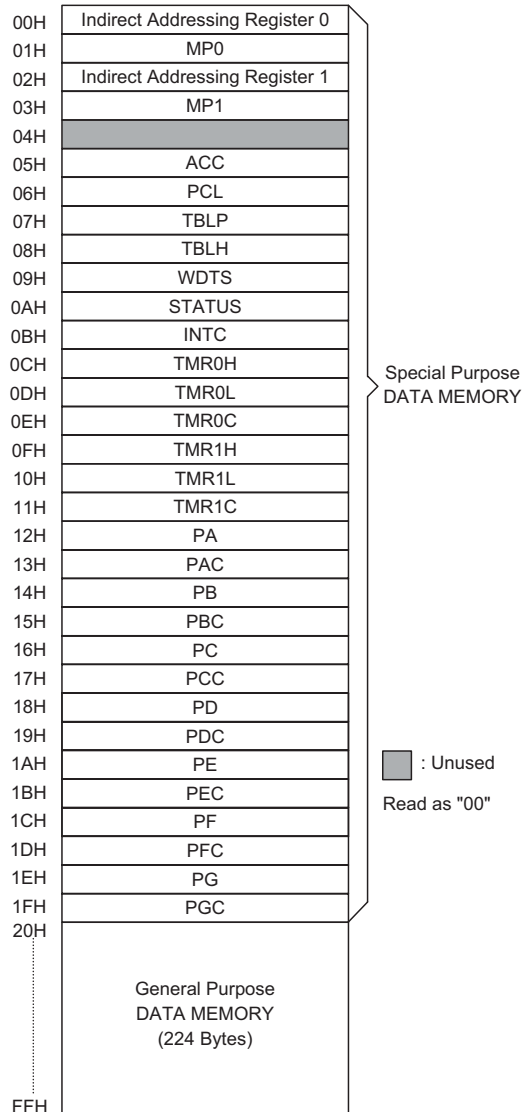 00H Indirect Addressing Register 0
01H MP0
02H Indirect Addressing Register 1
03H MP1
04H
05H ACC
06H PCL
07H TBLP
08H TBLH
09H WDTS
0AH STATUS
0BH INTC
0CH TMR0H
0DH TMR0L
0EH TMR0C
0FH TMR1H
10H TMR1L
11H TMR1C
12H PA
13H PAC
14H PB
15H PBC
16H PC
17H PCC
18H PD
19H PDC
1AH PE
1BH PEC
1CH PF
1DH PFC
1EH PG
1FH PGC
20H
General Purpose
DATA MEMORY
(224 Bytes)
FFH
Special Purpose
DATA MEMORY
: Unused
Read as "00"